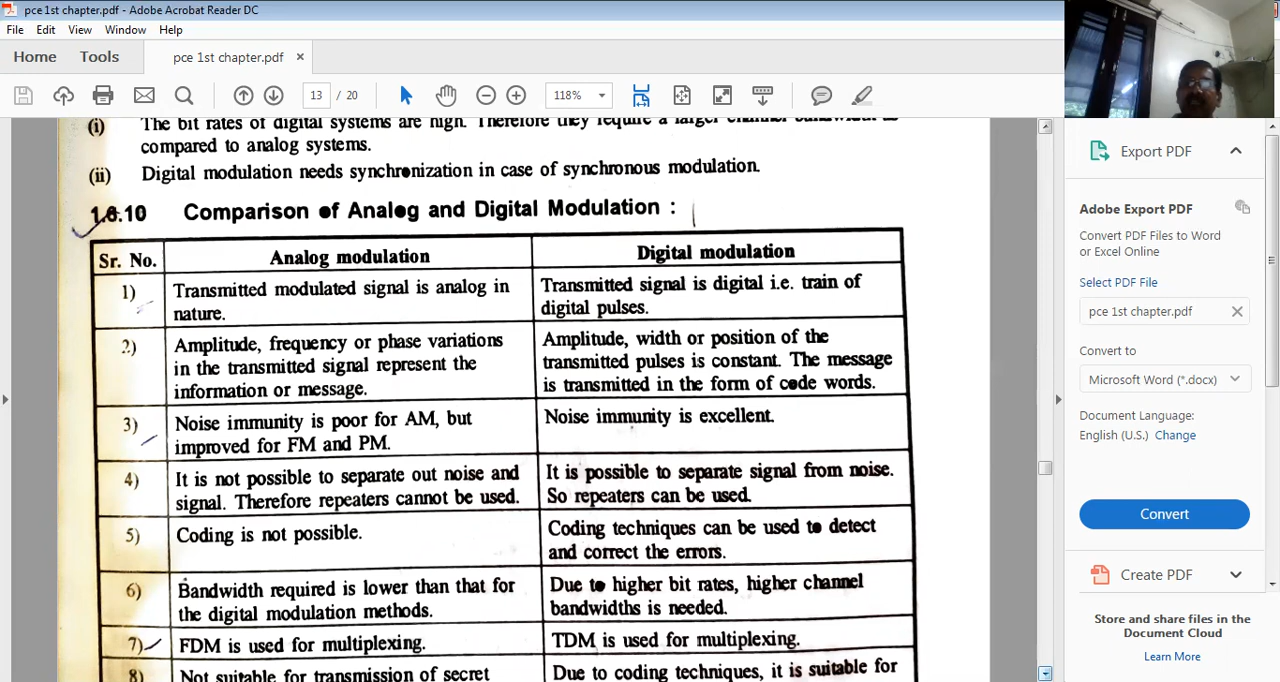 pce 1st chapter.pdf - Adobe Acrobat Reader DC
File Edit View Window Help
Home Tools pce 1st chapter.pdf ×
13 / 20 118%
(i) The bit rates of digital systems are high. Therefore they require a larger channel bandwidth as
compared to analog systems.
(ii) Digital modulation needs synchronization in case of synchronous modulation.
1.6.10 Comparison of Analog and Digital Modulation :
Sr. No. Analog modulation Digital modulation
1) Transmitted modulated signal is analog in Transmitted signal is digital i.e. train of
nature. digital pulses.
2) Amplitude, frequency or phase variations Amplitude, width or position of the
in the transmitted signal represent the transmitted pulses is constant. The message
information or message. is transmitted in the form of code words.
3) Noise immunity is poor for AM, but Noise immunity is excellent.
improved for FM and PM.
4) It is not possible to separate out noise and It is possible to separate signal from noise.
signal. Therefore repeaters cannot be used. So repeaters can be used.
5) Coding is not possible. Coding techniques can be used to detect
and correct the errors.
6) Bandwidth required is lower than that for Due to higher bit rates, higher channel
the digital modulation methods. bandwidths is needed.
7) FDM is used for multiplexing. TDM is used for multiplexing.
8) Not suitable for transmission of secret Due to coding techniques, it is suitable for
Export PDF
Adobe Export PDF
Convert PDF Files to Word
or Excel Online
Select PDF File
pce 1st chapter.pdf ×
Convert to
Microsoft Word (*.docx)
Document Language:
English (U.S.) Change
Convert
Create PDF
Store and share files in the
Document Cloud
Learn More